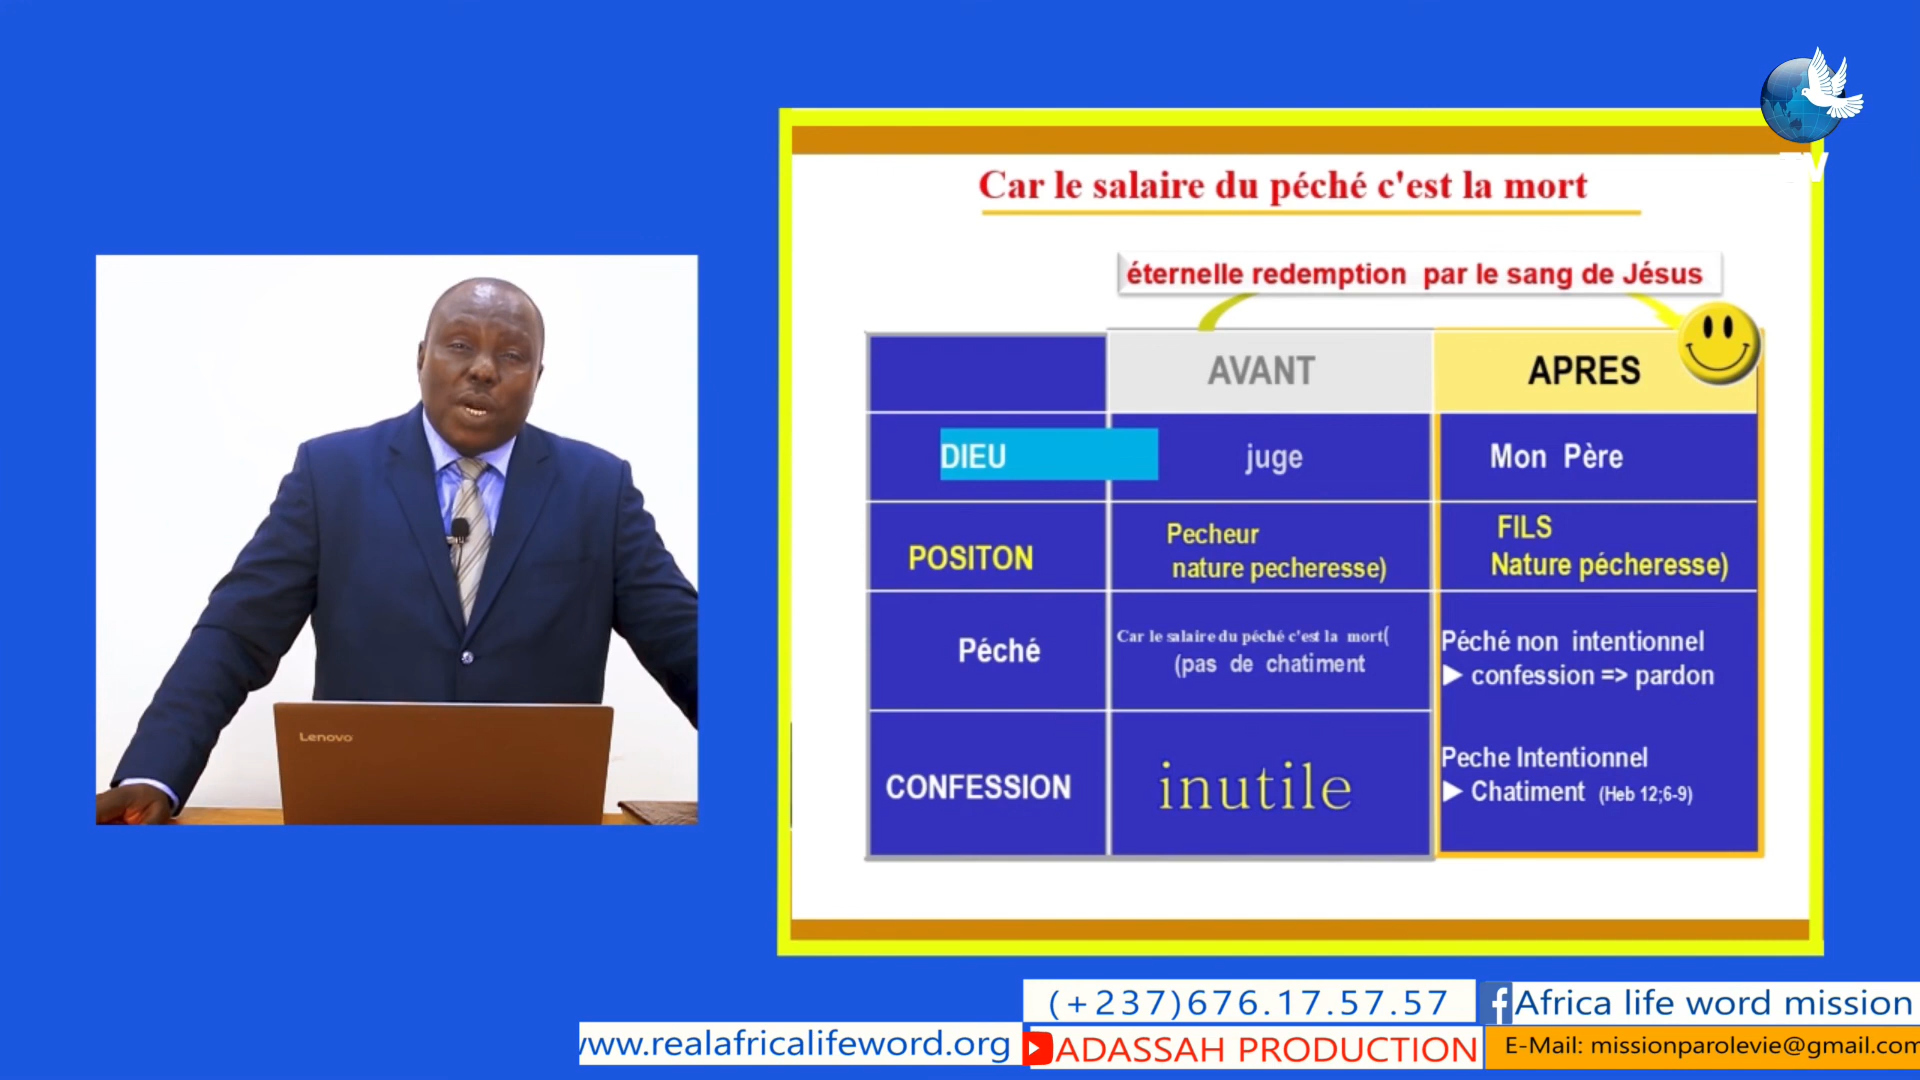 TV
Car le salaire du péché c'est la mort
éternelle redemption par le sang de Jésus
AVANT
APRES
DIEU
juge
Mon Père
POSITON
Pecheur
nature pecheresse)
FILS
Nature pécheresse)
Péché
Car le salaire du péché c'est la mort(
(pas de chatiment
Péché non intentionnel
▶ confession => pardon
CONFESSION
inutile
Peche Intentionnel
▶ Chatiment (Heb 12;6-9)
Lenovo
(+237)676.17.57.57
Africa life word mission
www.realafricalifeword.org
ADASSAH PRODUCTION
E-Mail: missionparolevie@gmail.com